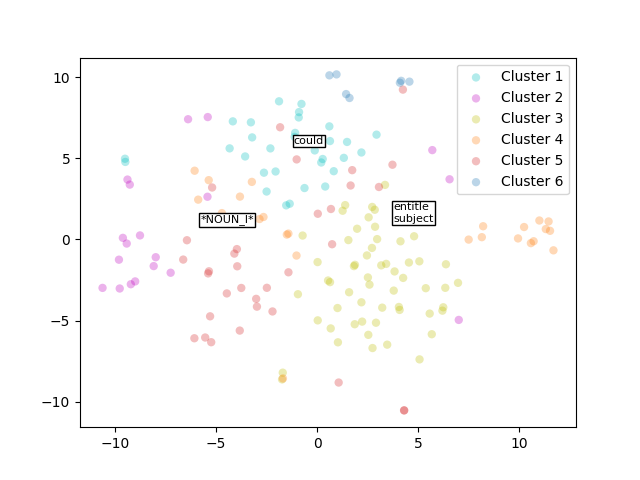 Cluster 1
Cluster 2
Cluster 3
Cluster 4
Cluster 5
Cluster 6
could
entitle
subject
*NOUN_I*
10
5
0
−5
−10
−10
−5
0
5
10